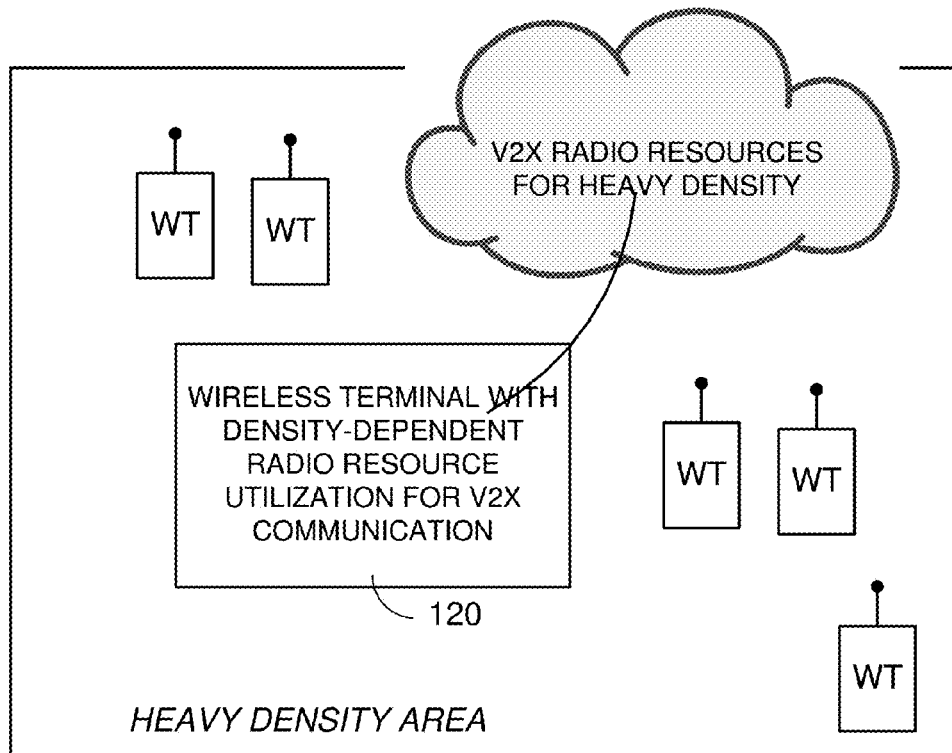 V2X RADIO RESOURCES
FOR HEAVY DENSITY
WT
WT
WIRELESS TERMINAL WITH
DENSITY-DEPENDENT
RADIO RESOURCE
UTILIZATION FOR V2X
COMMUNICATION
WT
WT
120
WT
HEAVY DENSITY AREA